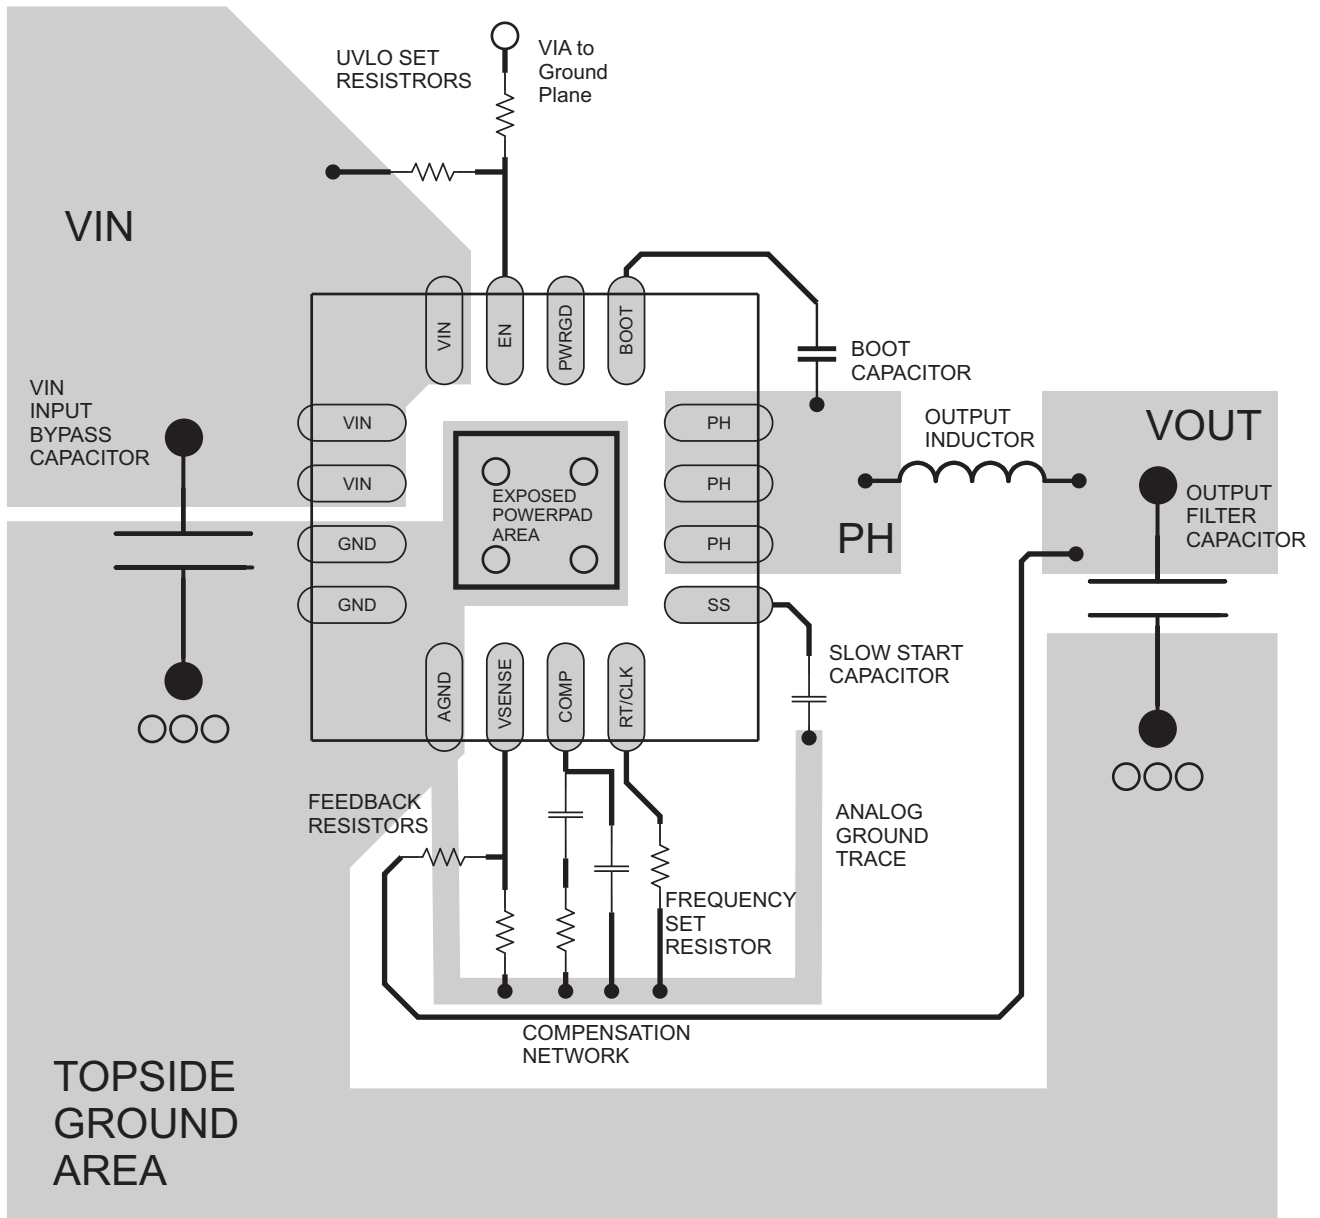 UVLO SET
RESISTRORS
VIA to
Ground
Plane
VIN
VIN
EN
PWRGD
BOOT
BOOT
CAPACITOR
VIN
INPUT
BYPASS
CAPACITOR
VIN
VIN
GND
GND
EXPOSED
POWERPAD
AREA
PH
PH
PH
SS
PH
OUTPUT
INDUCTOR
VOUT
OUTPUT
FILTER
CAPACITOR
SLOW START
CAPACITOR
AGND
VSENSE
COMP
RT/CLK
FEEDBACK
RESISTORS
ANALOG
GROUND
TRACE
FREQUENCY
SET
RESISTOR
COMPENSATION
NETWORK
TOPSIDE
GROUND
AREA